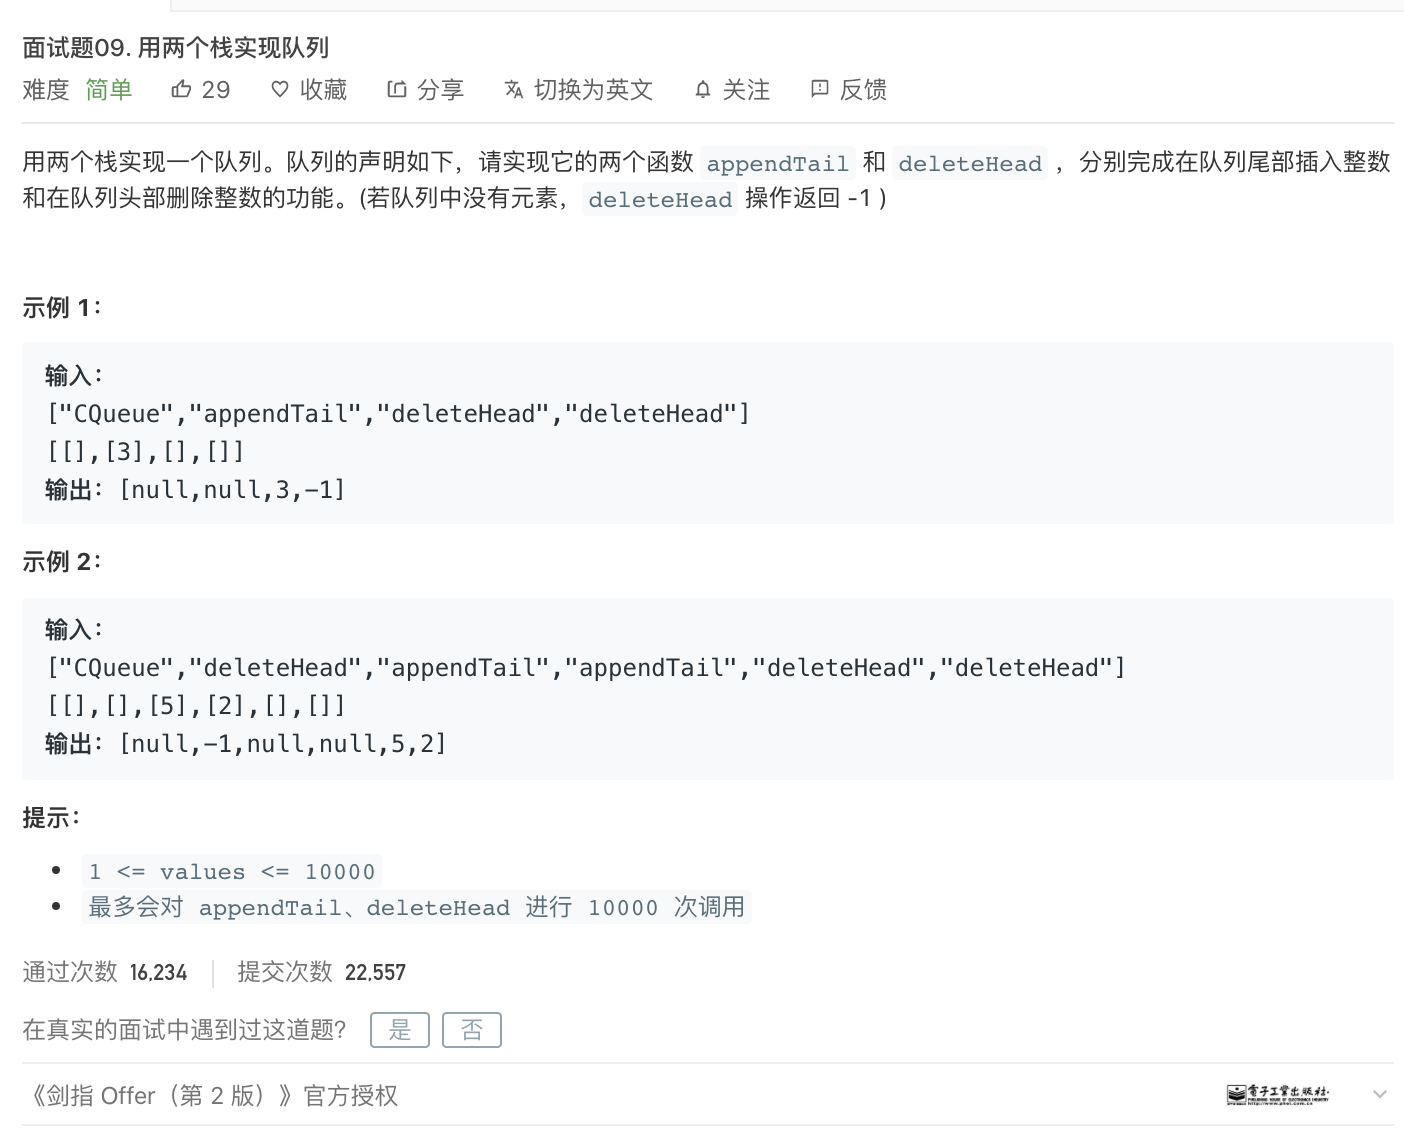 面试题09. 用两个栈实现队列
难度 简单 29 收藏 分享 切换为英文 关注 反馈
用两个栈实现一个队列。队列的声明如下，请实现它的两个函数 appendTail 和 deleteHead ，分别完成在队列尾部插入整数
和在队列头部删除整数的功能。(若队列中没有元素，deleteHead 操作返回 -1 )
示例 1：
输入：
["CQueue","appendTail","deleteHead","deleteHead"]
[[],[3],[],[]]
输出：[null,null,3,-1]
示例 2：
输入：
["CQueue","deleteHead","appendTail","appendTail","deleteHead","deleteHead"]
[[],[],[5],[2],[],[]]
输出：[null,-1,null,null,5,2]
提示：
1 <= values <= 10000
最多会对 appendTail、deleteHead 进行 10000 次调用
通过次数 16,234 提交次数 22,557
在真实的面试中遇到过这道题? 是 否
《剑指 Offer（第 2 版）》官方授权 电子工业出版社